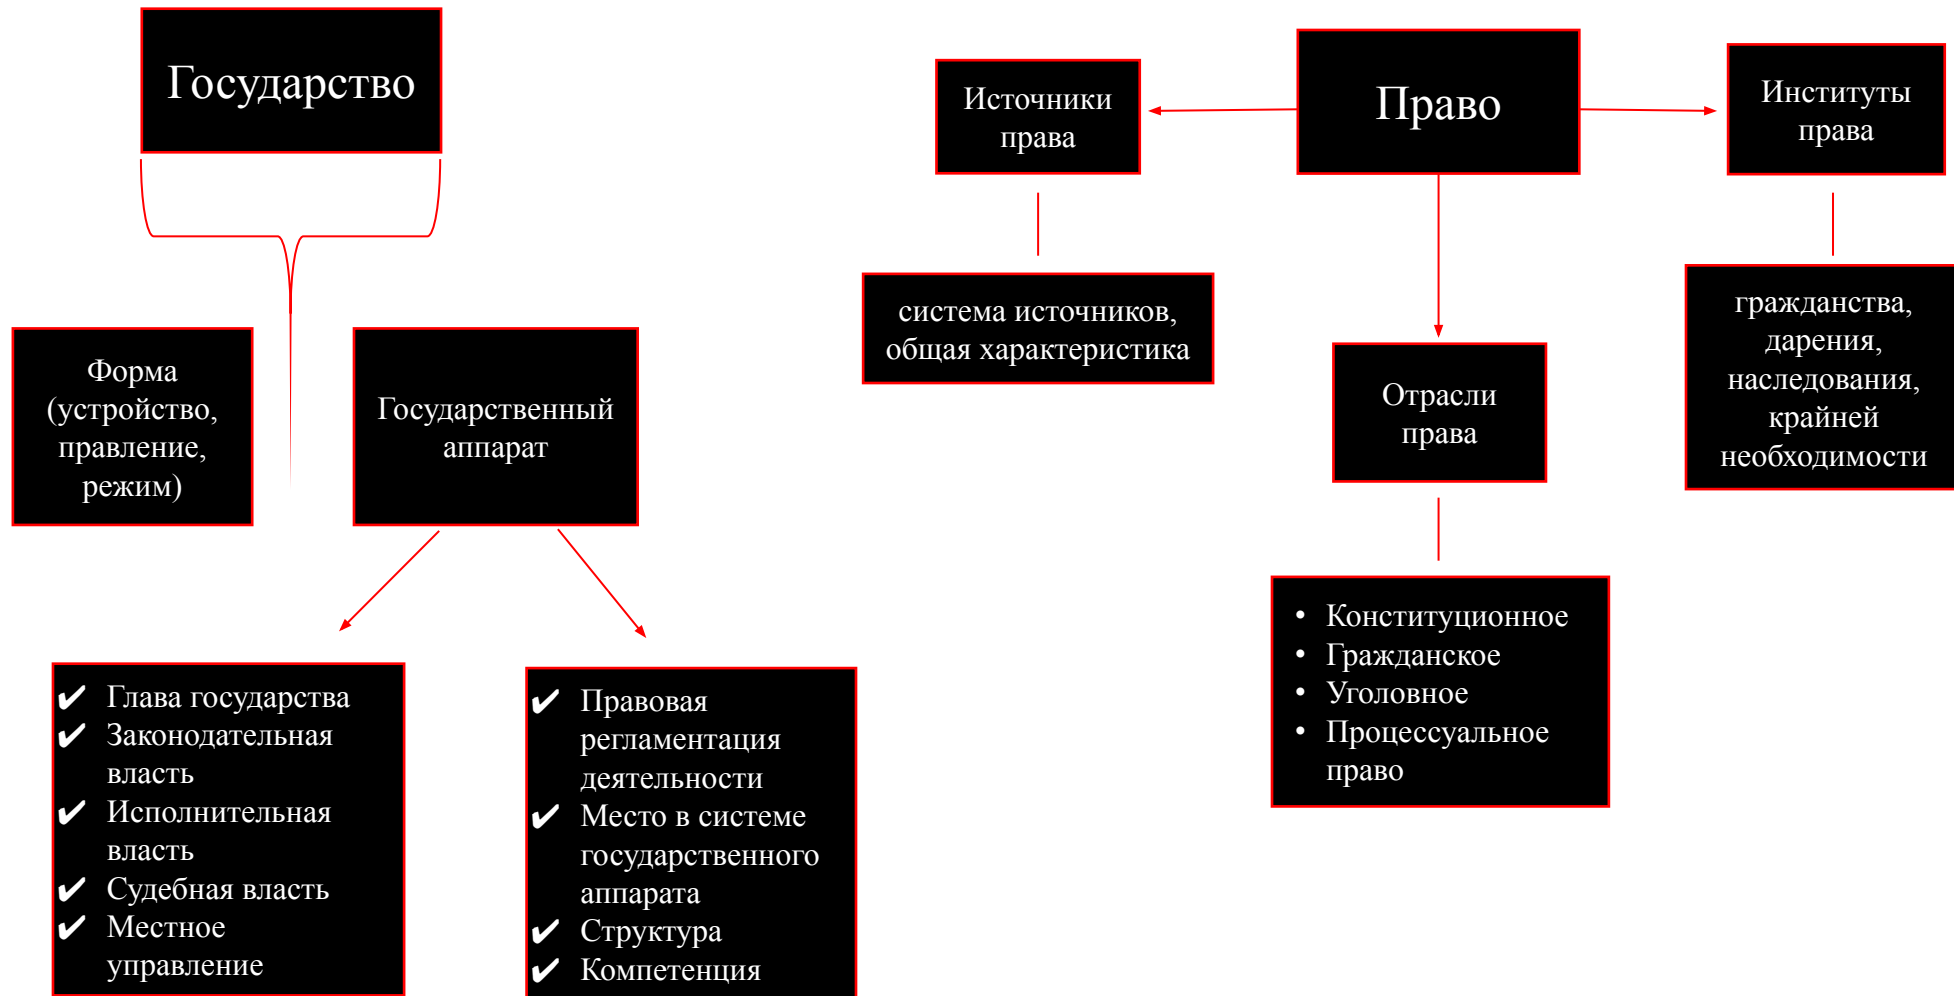 Государство
Форма
(устройство,
правление,
режим)
Государственный
аппарат
✔ Глава государства
✔ Законодательная
власть
✔ Исполнительная
власть
✔ Судебная власть
✔ Местное
управление
✔ Правовая
регламентация
деятельности
✔ Место в системе
государственного
аппарата
✔ Структура
✔ Компетенция
Право
Источники
права
система источников,
общая характеристика
Отрасли
права
• Конституционное
• Гражданское
• Уголовное
• Процессуальное
право
Институты
права
гражданства,
дарения,
наследования,
крайней
необходимости